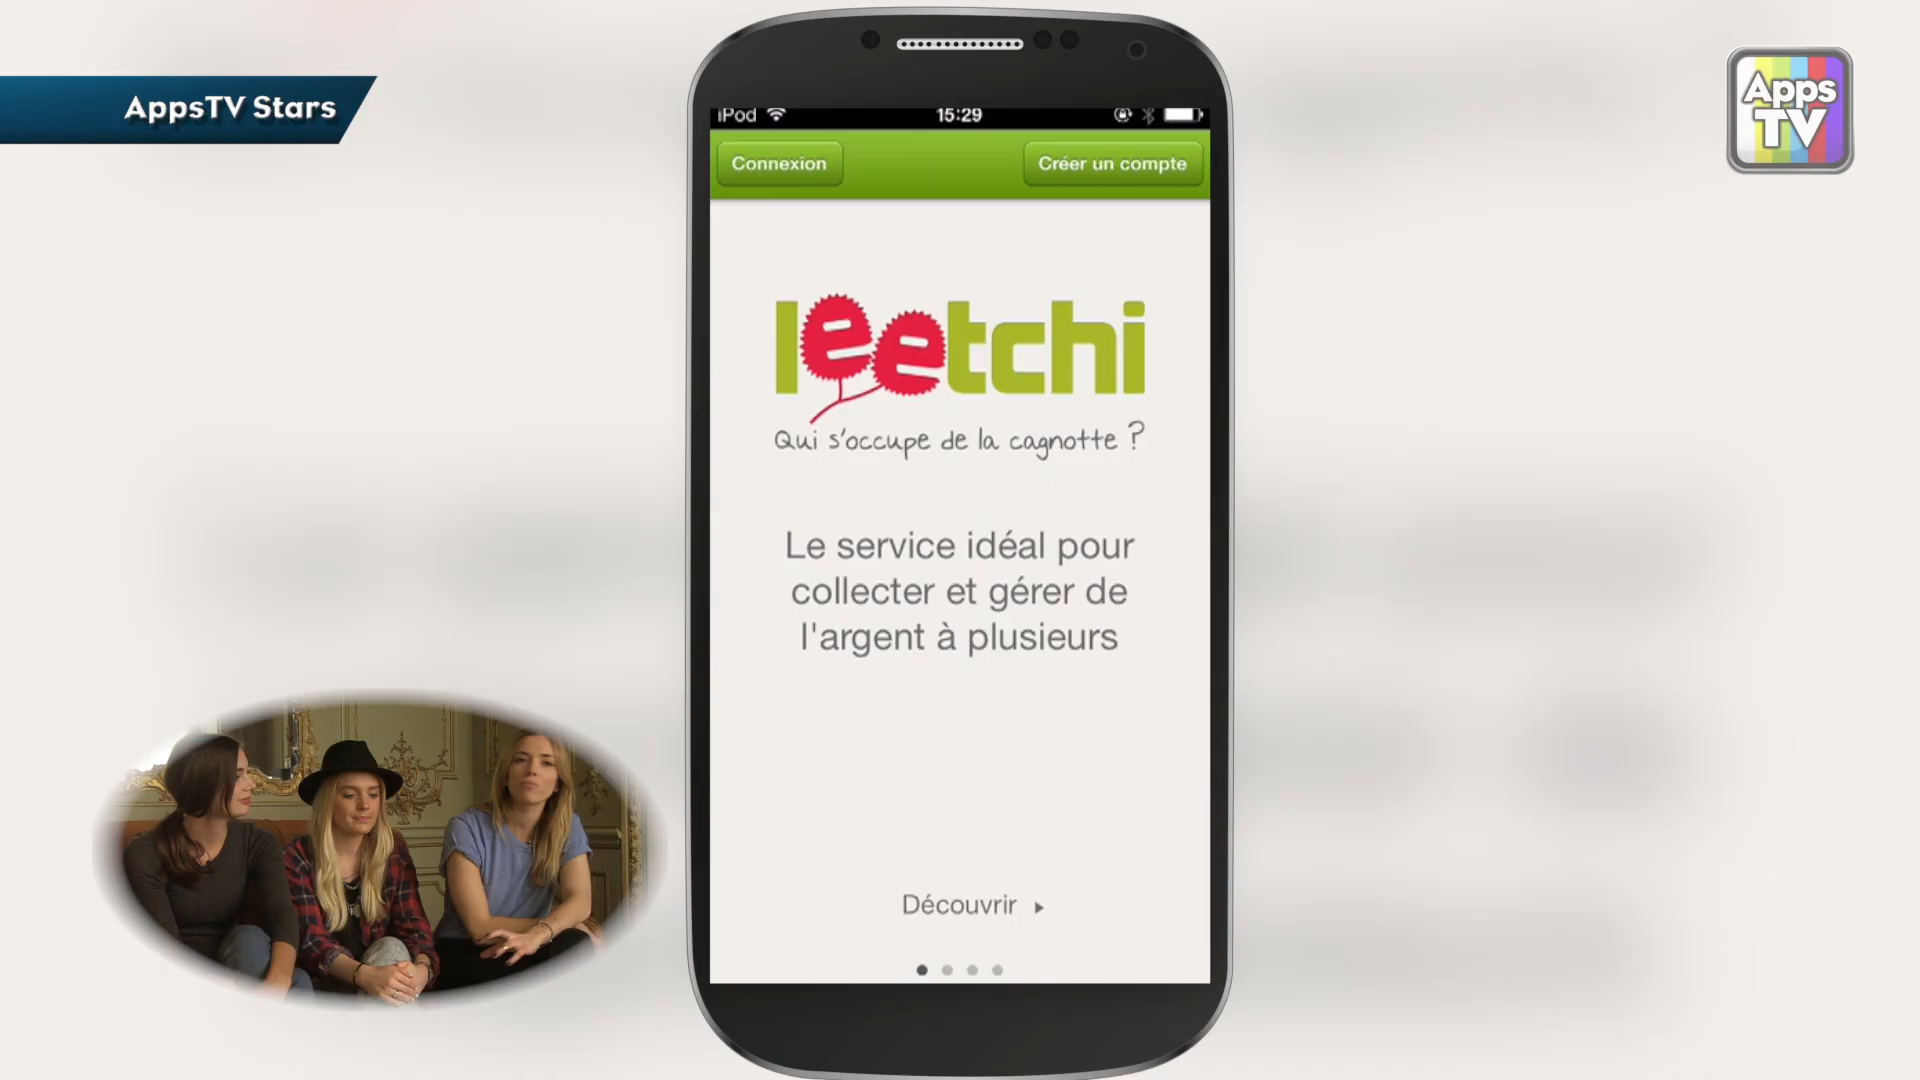 AppsTV Stars
Apps
TV
iPod
15:29
Connexion
Créer un compte
leetchi
Qui s'occupe de la cagnotte ?
Le service idéal pour
collecter et gérer de
l'argent à plusieurs
Découvrir